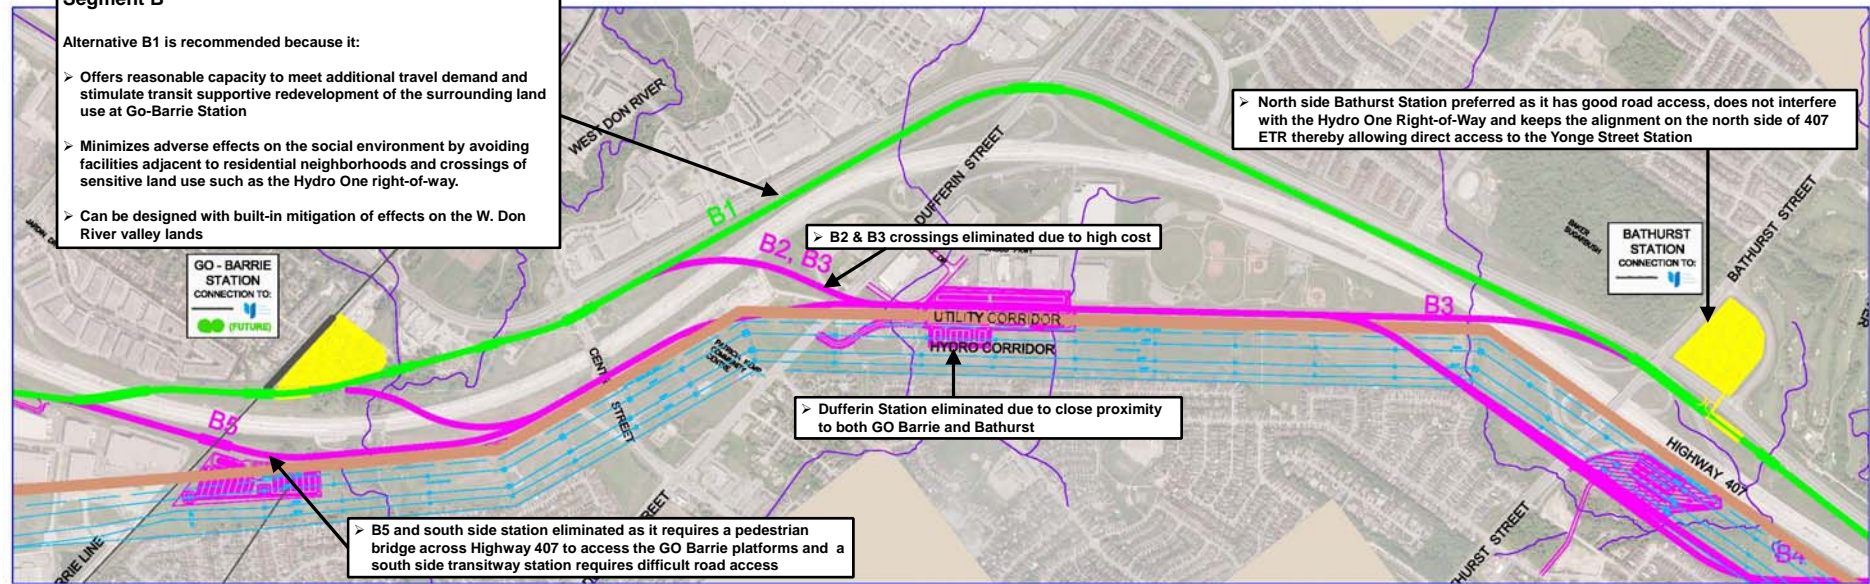 Segment B
Alternative B1 is recommended because it:
➢ Offers reasonable capacity to meet additional travel demand and
stimulate transit supportive redevelopment of the surrounding land
use at Go-Barrie Station
➢ Minimizes adverse effects on the social environment by avoiding
facilities adjacent to residential neighborhoods and crossings of
sensitive land use such as the Hydro One right-of-way.
➢ Can be designed with built-in mitigation of effects on the W. Don
River valley lands
WEST DON RIVER
DUFFERIN STREET
➢ North side Bathurst Station preferred as it has good road access, does not interfere
with the Hydro One Right-of-Way and keeps the alignment on the north side of 407
ETR thereby allowing direct access to the Yonge Street Station
BAKER
SUGARBUSH
BATHURST
STATION
CONNECTION TO:
BATHURST STREET
B1
B2, B3
➢ B2 & B3 crossings eliminated due to high cost
GO - BARRIE
STATION
CONNECTION TO:
(FUTURE)
B3
UTILITY CORRIDOR
HYDRO CORRIDOR
STREET
➢ Dufferin Station eliminated due to close proximity
to both GO Barrie and Bathurst
B5
HIGHWAY 407
➢ B5 and south side station eliminated as it requires a pedestrian
bridge across Highway 407 to access the GO Barrie platforms and a
south side transitway station requires difficult road access
RRIE LINE
HURST STREET
B4